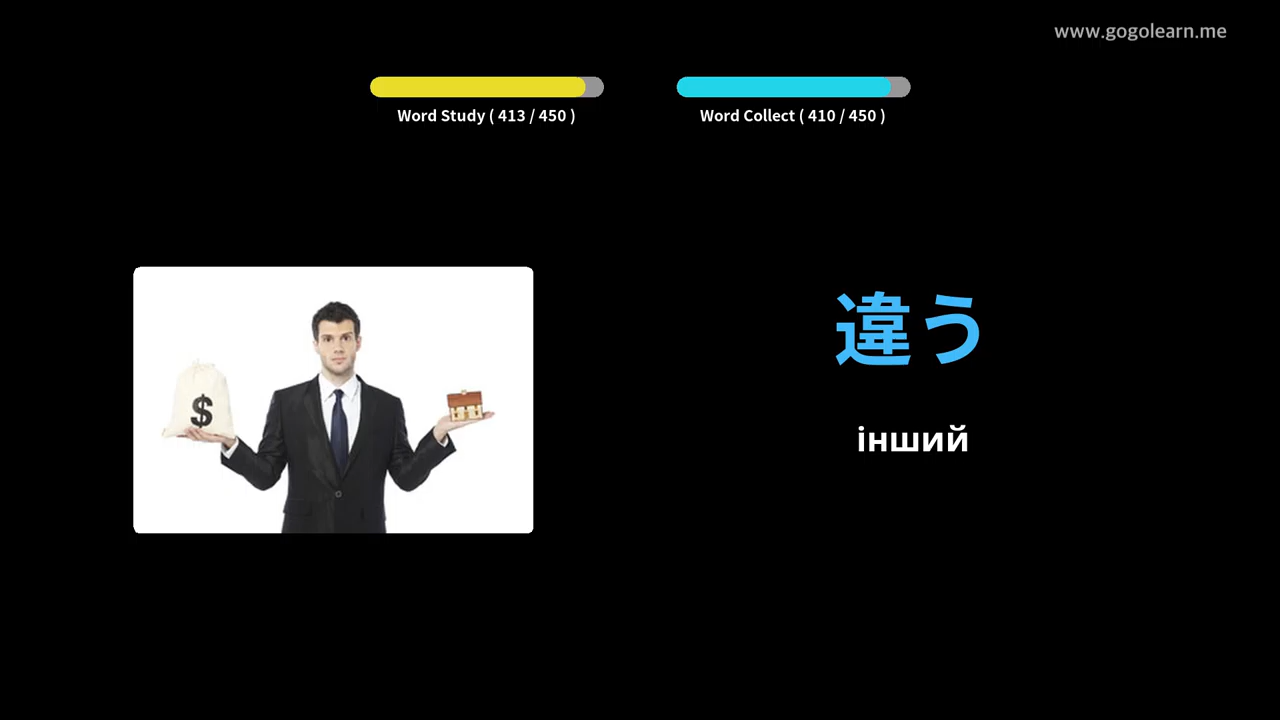 www.gogolearn.me
Word Study ( 413 / 450 )
Word Collect ( 410 / 450 )
$
違う
інший